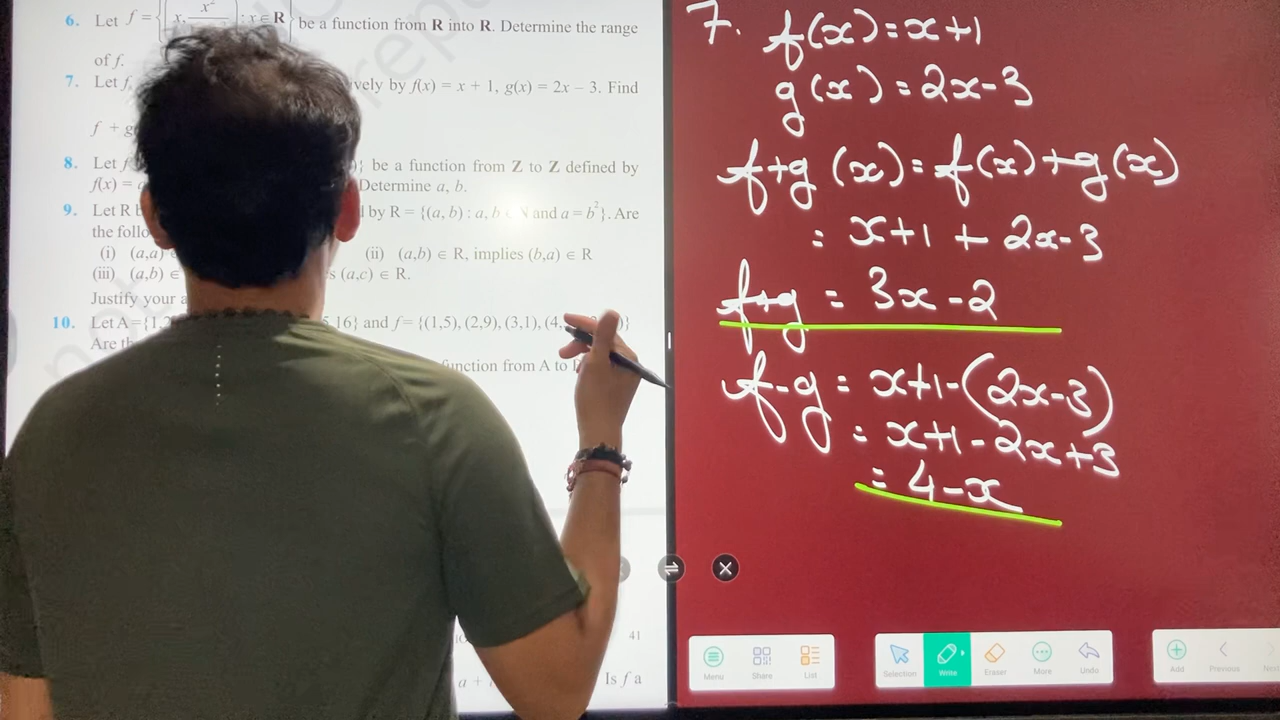 6. Let f = x, x² : x ∈ R be a function from R into R. Determine the range
of f.
7. Let f, ively by f(x) = x + 1, g(x) = 2x – 3. Find
f + g
8. Let f )} be a function from Z to Z defined by
f(x) = Determine a, b.
9. Let R by R = {(a, b) : a, b and a = b²}. Are
the
(i) (a,a) (ii) (a,b) ∈ R, implies (b,a) ∈ R
(iii) (a,b) ∈ (a,c) ∈ R.
Justify your a
10. Let A ={1,2 5,16} and f = {(1,5), (2,9), (3,1), (4,
Are
unction from A to
41
a + Is f a
7. f(x) = x+1
g(x) = 2x-3
f+g (x) = f(x)+g(x)
= x+1 + 2x-3
f+g = 3x-2
f-g = x+1-(2x-3)
= x+1-2x+3
= 4-x
Menu Share List Selection Write Eraser More Undo Add Previous